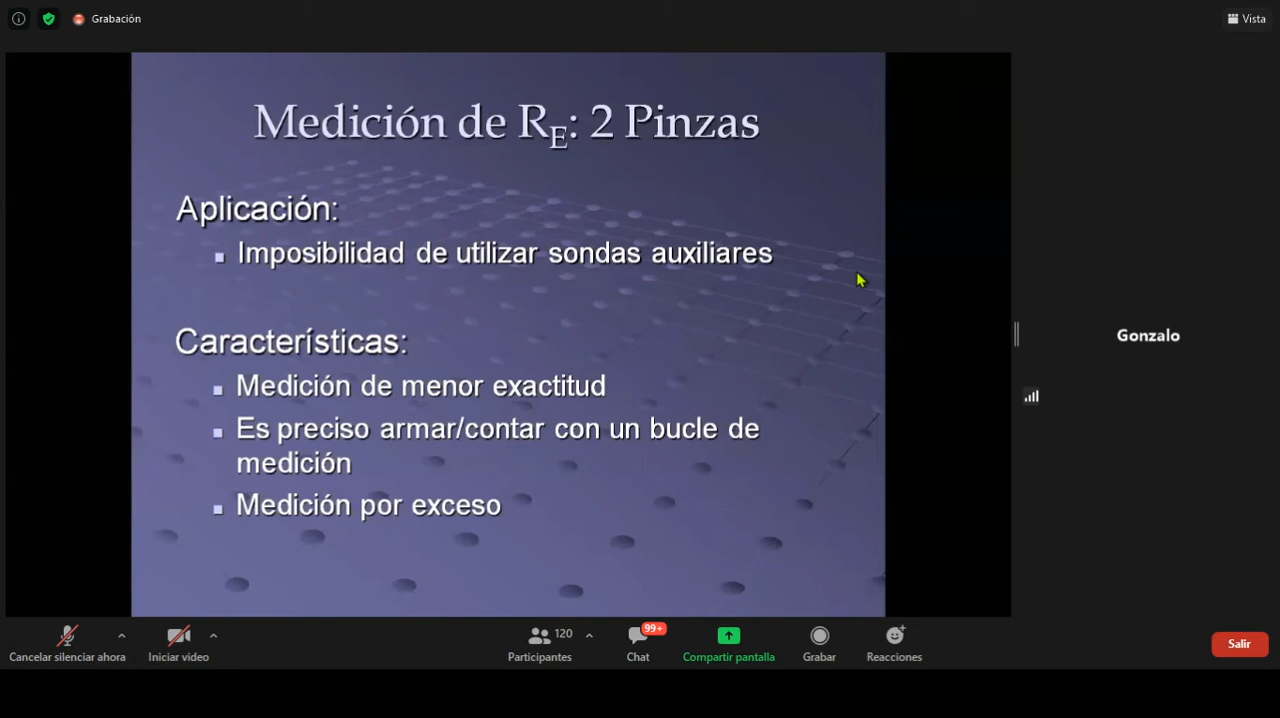 Grabación
Vista
Medición de RE: 2 Pinzas
Aplicación:
Imposibilidad de utilizar sondas auxiliares
Características:
Medición de menor exactitud
Es preciso armar/contar con un bucle de
medición
Medición por exceso
Gonzalo
120
99+
Cancelar silenciar ahora
Iniciar video
Participantes
Chat
Compartir pantalla
Grabar
Reacciones
Salir